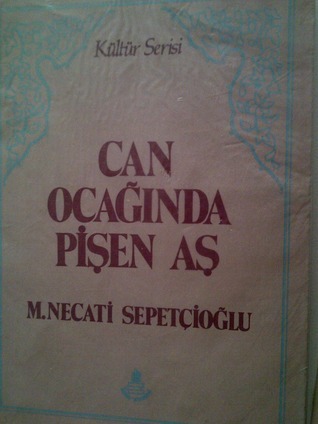 Kültür Serisi
CAN
OCAĞINDA
PİŞEN AŞ
M.NECATİ SEPETÇİOĞLU